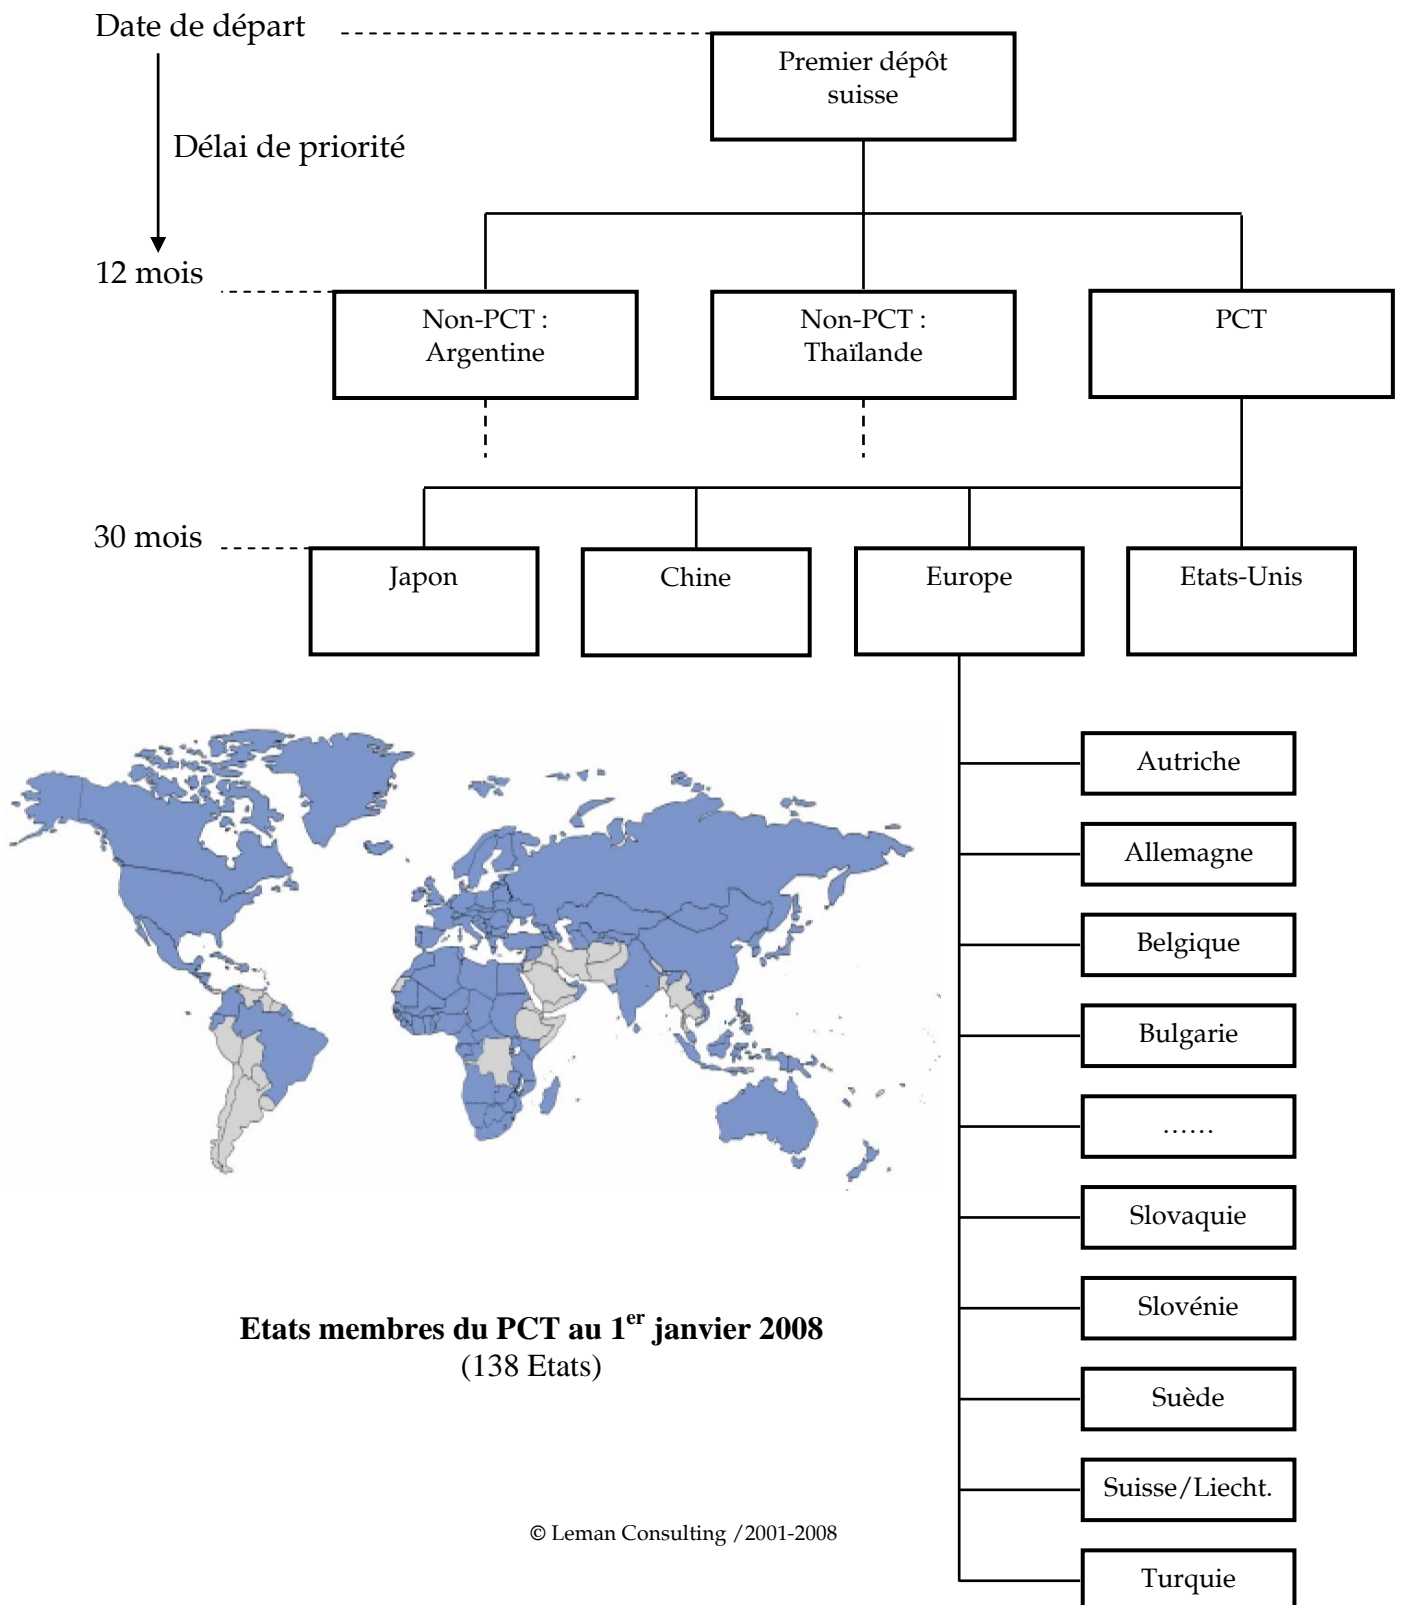 Date de départ
Premier dépôt
suisse
Délai de priorité
12 mois
Non-PCT :
Argentine
Non-PCT :
Thaïlande
PCT
30 mois
Japon
Chine
Europe
Etats-Unis
Autriche
Allemagne
Belgique
Bulgarie
……
Slovaquie
Slovénie
Suède
Suisse/Liecht.
Turquie
Etats membres du PCT au 1er janvier 2008
(138 Etats)
© Leman Consulting /2001-2008